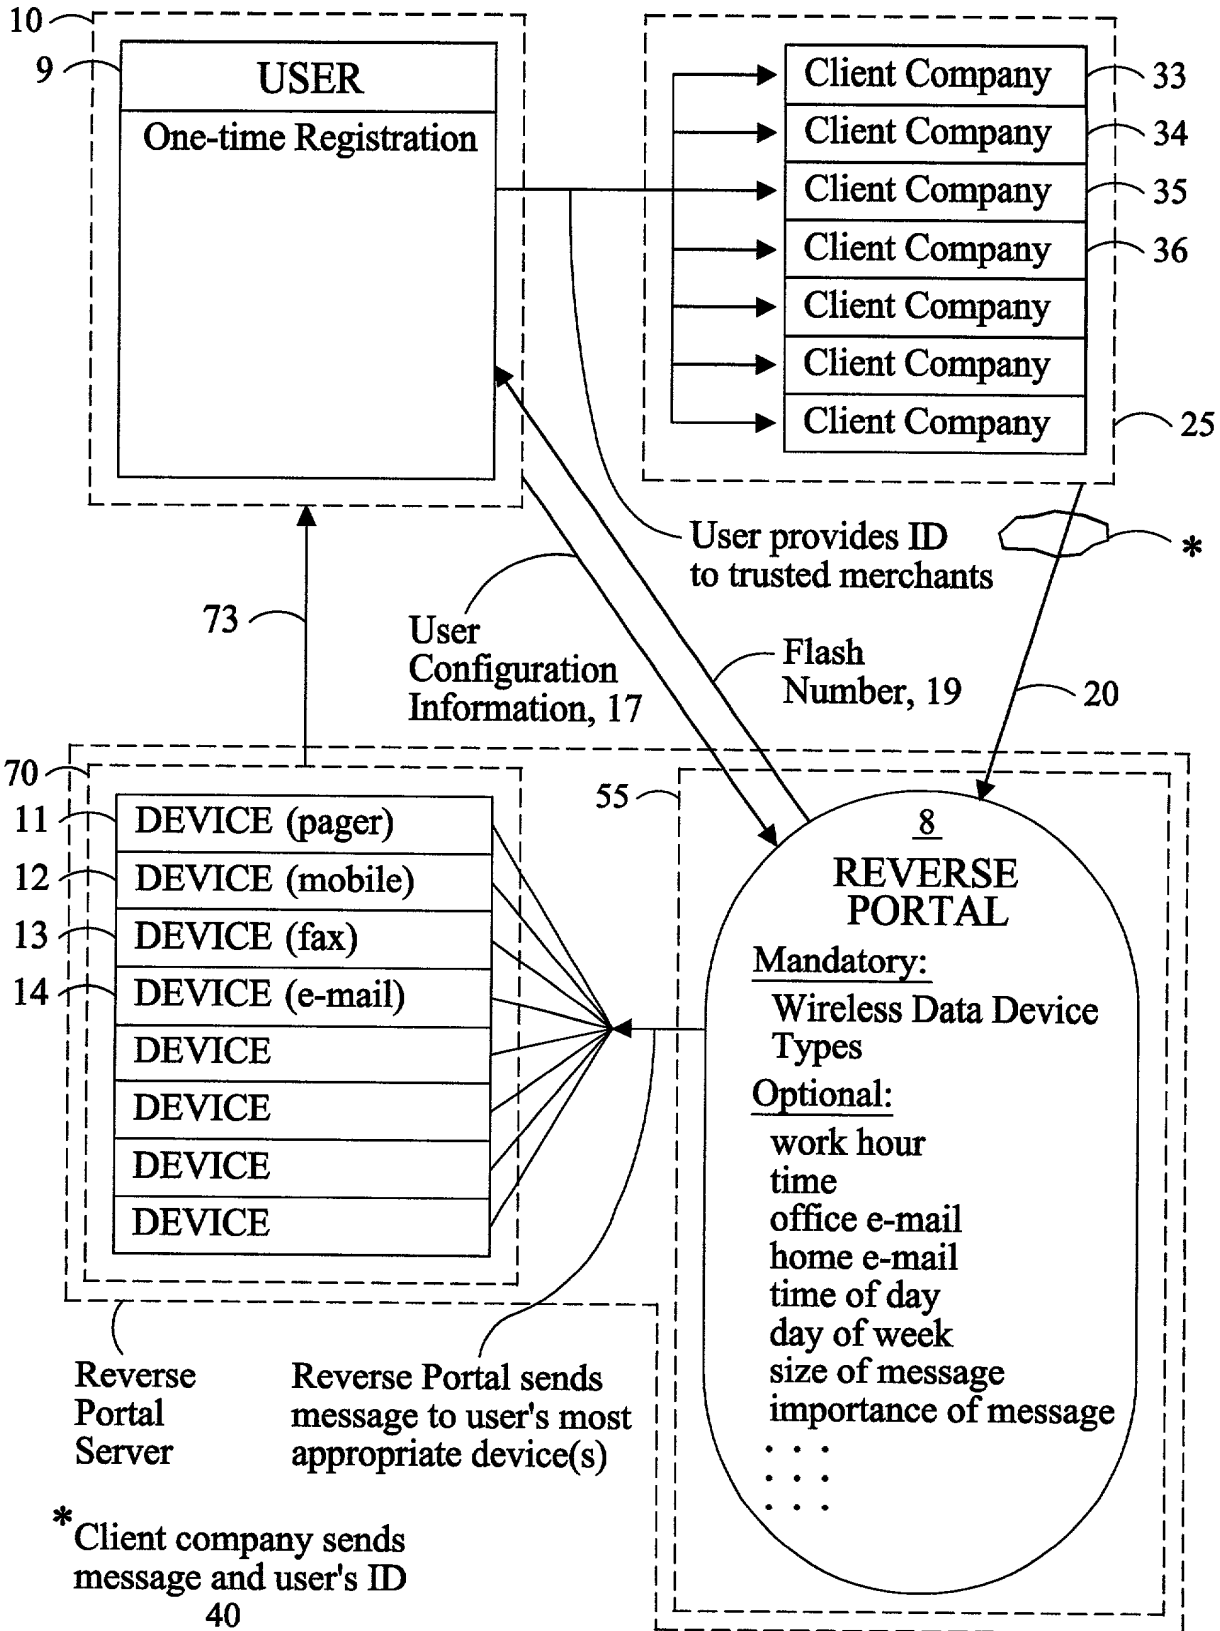 10
9
USER
One-time Registration
Client Company
33
Client Company
34
Client Company
35
Client Company
36
Client Company
Client Company
Client Company
25
User provides ID
to trusted merchants
*
73
User
Configuration
Information, 17
Flash
Number, 19
20
70
11
DEVICE (pager)
12
DEVICE (mobile)
13
DEVICE (fax)
14
DEVICE (e-mail)
DEVICE
DEVICE
DEVICE
DEVICE
55
8
REVERSE
PORTAL
Mandatory:
Wireless Data Device
Types
Optional:
work hour
time
office e-mail
home e-mail
time of day
day of week
size of message
importance of message
. . .
. . .
. . .
Reverse
Portal
Server
Reverse Portal sends
message to user's most
appropriate device(s)
*Client company sends
message and user's ID
40